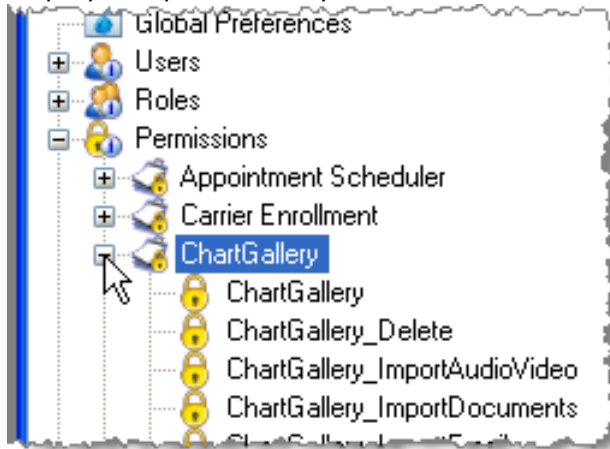 Global Preferences
Users
Roles
Permissions
Appointment Scheduler
Carrier Enrollment
ChartGallery
ChartGallery
ChartGallery_Delete
ChartGallery_ImportAudioVideo
ChartGallery_ImportDocuments